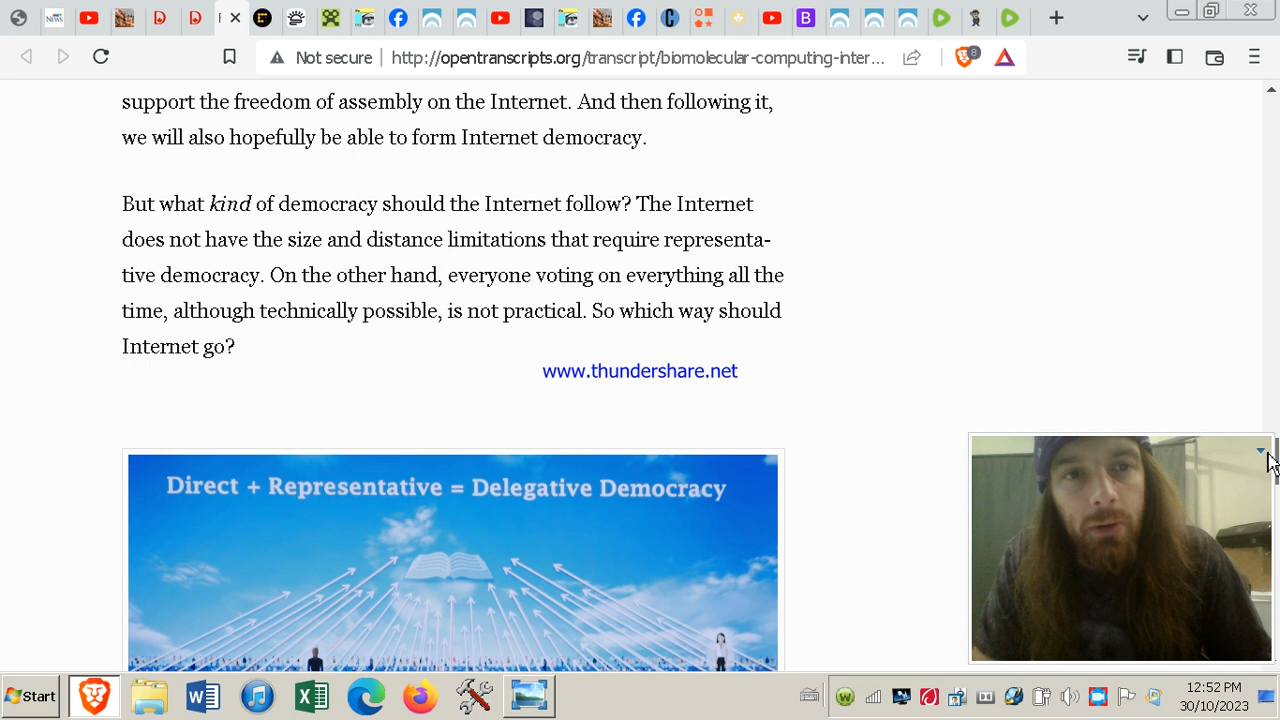 Not secure
http://opentranscripts.org/transcript/biomolecular-computing-inter...
8
support the freedom of assembly on the Internet. And then following it,
we will also hopefully be able to form Internet democracy.
But what kind of democracy should the Internet follow? The Internet
does not have the size and distance limitations that require representa-
tive democracy. On the other hand, everyone voting on everything all the
time, although technically possible, is not practical. So which way should
Internet go?
www.thundershare.net
Direct + Representative = Delegative Democracy
Start
12:52 PM
30/10/2023